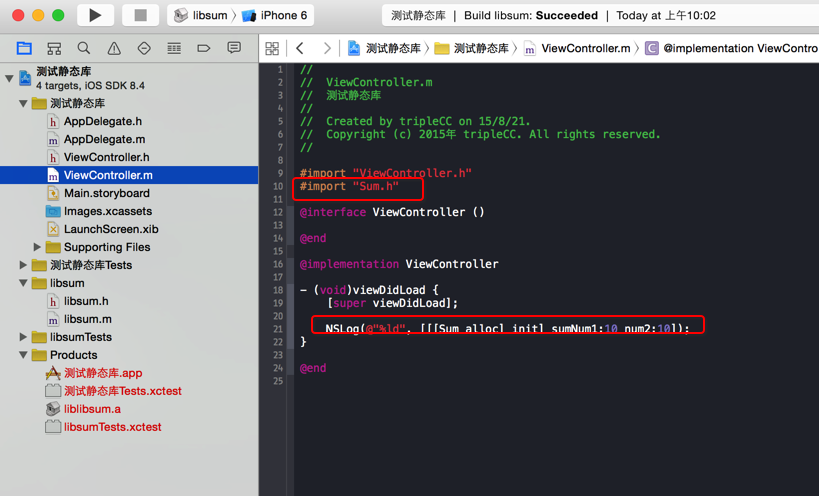 libsum 〉 iPhone 6
测试静态库 | Build libsum: Succeeded | Today at 上午10:02
测试静态库 〉 测试静态库 〉 ViewController.m 〉 @implementation ViewContro
测试静态库
4 targets, iOS SDK 8.4
测试静态库
AppDelegate.h
AppDelegate.m
ViewController.h
ViewController.m
Main.storyboard
Images.xcassets
LaunchScreen.xib
Supporting Files
测试静态库Tests
libsum
libsum.h
libsum.m
libsumTests
Products
测试静态库.app
测试静态库Tests.xctest
liblibsum.a
libsumTests.xctest
1 //
2 // ViewController.m
3 // 测试静态库
4 //
5 // Created by tripleCC on 15/8/21.
6 // Copyright (c) 2015年 tripleCC. All rights reserved.
7 //
8
9 #import "ViewController.h"
10 #import "Sum.h"
11
12 @interface ViewController ()
13
14 @end
15
16 @implementation ViewController
17
18 - (void)viewDidLoad {
19 [super viewDidLoad];
20
21 NSLog(@"%ld", [[[Sum alloc] init] sumNum1:10 num2:10]);
22 }
23
24 @end
25